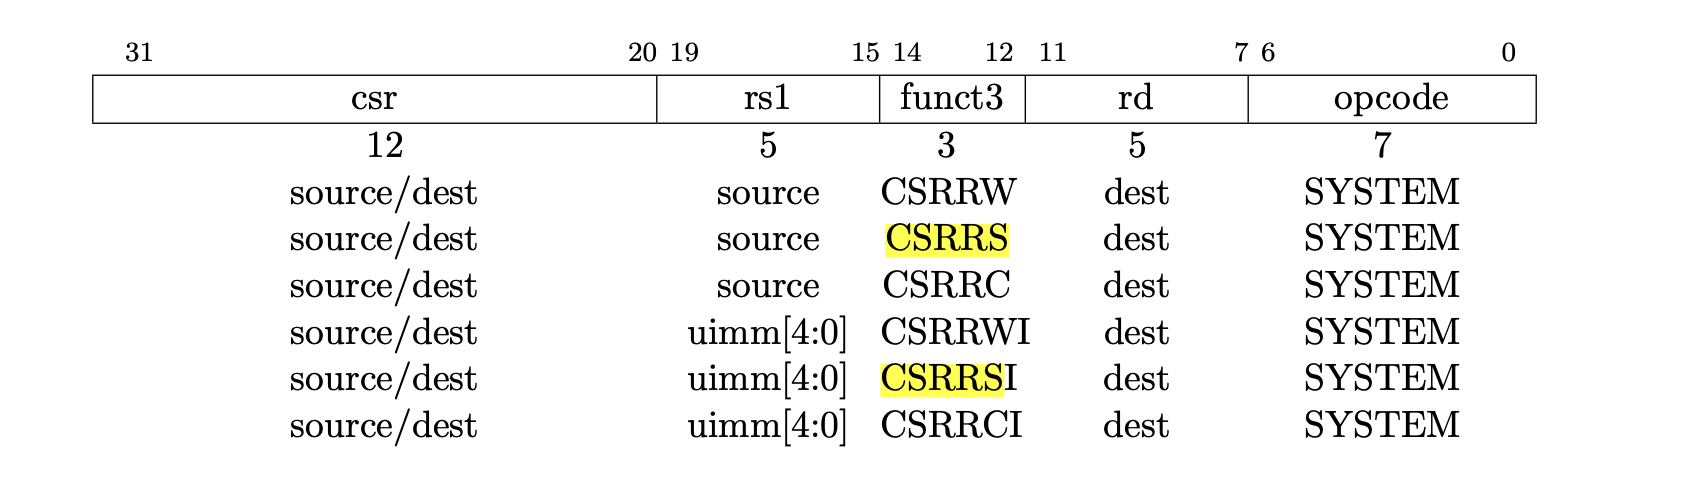 31 20 19 15 14 12 11 7 6 0
csr rs1 funct3 rd opcode
12 5 3 5 7
source/dest source CSRRW dest SYSTEM
source/dest source CSRRS dest SYSTEM
source/dest source CSRRC dest SYSTEM
source/dest uimm[4:0] CSRRWI dest SYSTEM
source/dest uimm[4:0] CSRRSI dest SYSTEM
source/dest uimm[4:0] CSRRCI dest SYSTEM